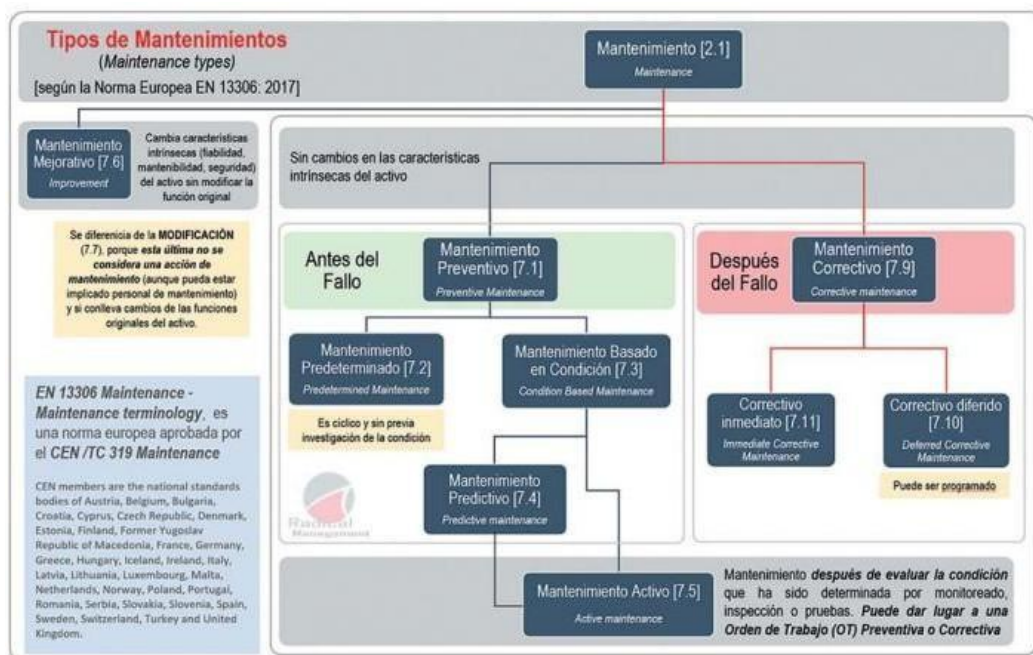 Tipos de Mantenimientos
(Maintenance types)
[según la Norma Europea EN 13306: 2017]
Mantenimiento [2.1]
Maintenance
Mantenimiento
Mejorativo [7.6]
Improvement
Cambia características
intrínsecas (fiabilidad,
mantenibilidad, seguridad)
del activo sin modificar la
función original
Sin cambios en las características
intrínsecas del activo
Se diferencia de la MODIFICACIÓN
(7.7), porque esta última no se
considera una acción de
mantenimiento (aunque pueda estar
implicado personal de mantenimiento)
y si conlleva cambios de las funciones
originales del activo.
Antes del
Fallo
Mantenimiento
Preventivo [7.1]
Preventive Maintenance
Después
del Fallo
Mantenimiento
Correctivo [7.9]
Corrective maintenance
Mantenimiento
Predeterminado [7.2]
Predetermined Maintenance
Es cíclico y sin previa
investigación de la condición
Mantenimiento Basado
en Condición [7.3]
Condition Based Maintenance
Correctivo
inmediato [7.11]
Immediate Corrective
Maintenance
Correctivo diferido
[7.10]
Deferred Corrective
Maintenance
Puede ser programado
EN 13306 Maintenance -
Maintenance terminology, es
una norma europea aprobada por
el CEN /TC 319 Maintenance
CEN members are the national standards
bodies of Austria, Belgium, Bulgaria,
Croatia, Cyprus, Czech Republic, Denmark,
Estonia, Finland, Former Yugoslav
Republic of Macedonia, France, Germany,
Greece, Hungary, Iceland, Ireland, Italy,
Latvia, Lithuania, Luxembourg, Malta,
Netherlands, Norway, Poland, Portugal,
Romania, Serbia, Slovakia, Slovenia, Spain,
Sweden, Switzerland, Turkey and United
Kingdom.
Mantenimiento
Predictivo [7.4]
Predictive maintenance
Radical
Management
Mantenimiento Activo [7.5]
Active maintenance
Mantenimiento después de evaluar la condición
que ha sido determinada por monitoreado,
inspección o pruebas. Puede dar lugar a una
Orden de Trabajo (OT) Preventiva o Correctiva